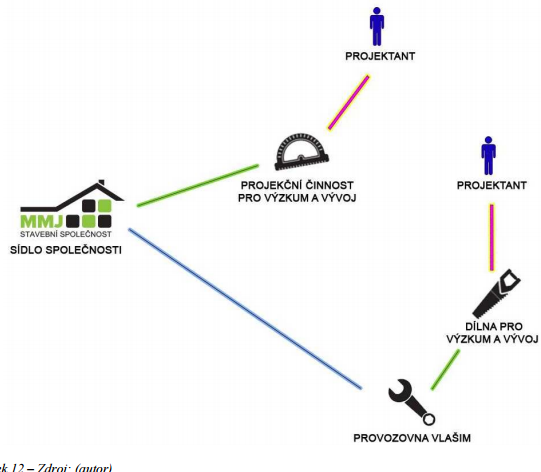 PROJEKTANT
PROJEKČNÍ ČINNOST
PRO VÝZKUM A VÝVOJ
PROJEKTANT
MMJ
STAVEBNÍ SPOLEČNOST
SÍDLO SPOLEČNOSTI
DÍLNA PRO
VÝZKUM A VÝVOJ
PROVOZOVNA VLAŠIM
12 – Zdroj: (autor)